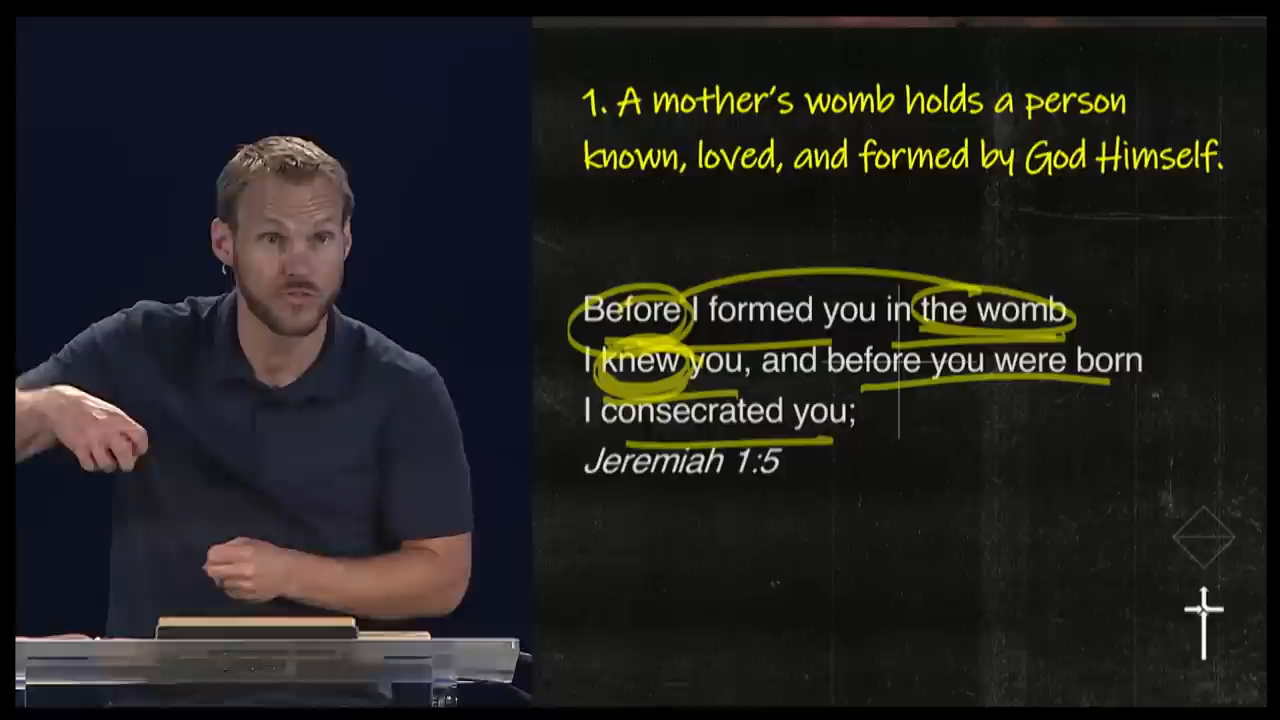 1. A mother's womb holds a person
known, loved, and formed by God Himself.
Before I formed you in the womb
I knew you, and before you were born
I consecrated you;
Jeremiah 1:5